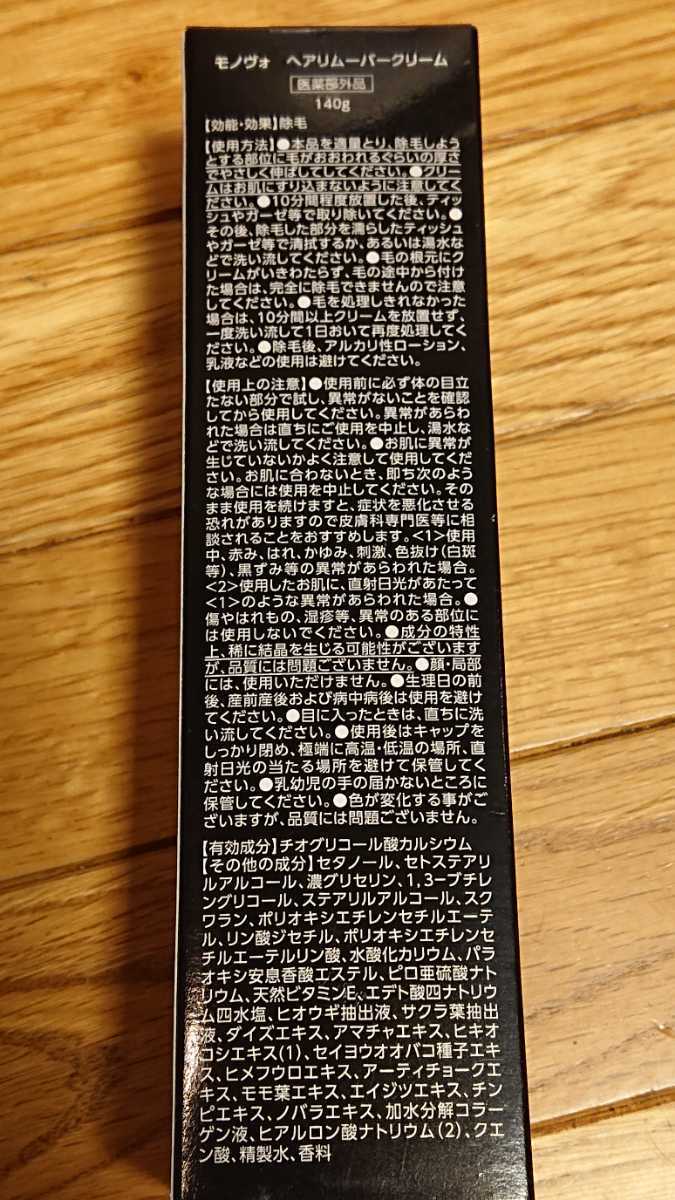 モノヴォ ヘアリムーバークリーム
医薬部外品
140g
【効能・効果】除毛
【使用方法】●本品を適量とり、除毛しよう
とする部位に毛がおおわれるぐらいの厚さ
でやさしく伸ばしてしてください。●クリー
ムはお肌にすり込まないように注意してく
ださい。●10分間程度放置した後、ティッ
シュやガーゼ等で取り除いてください。●
その後、除毛した部分を濡らしたティッシュ
やガーゼ等で清拭するか、あるいは湯水な
どで洗い流してください。●毛の根元にク
リームがいきわたらず、毛の途中から付け
た場合は、完全に除毛できませんので注意
してください。●毛を処理しきれなかった
場合は、10分間以上クリームを放置せず、
一度洗い流して1日おいて再度処理してく
ださい。●除毛後、アルカリ性ローション、
乳液などの使用は避けてください。
【使用上の注意】●使用前に必ず体の目立
たない部分で試し、異常がないことを確認
してから使用してください。異常があらわ
れた場合は直ちにご使用を中止し、湯水な
どで洗い流してください。●お肌に異常が
生じていないかよく注意して使用してくだ
さい。お肌に合わないとき、即ち次のよう
な場合には使用を中止してください。その
まま使用を続けますと、症状を悪化させる
恐れがありますので皮膚科専門医等に相
談されることをおすすめします。<1>使用
中、赤み、はれ、かゆみ、刺激、色抜け(白斑
等)、黒ずみ等の異常があらわれた場合。
<2>使用したお肌に、直射日光があたって
<1>のような異常があらわれた場合。●
傷やはれもの、湿疹等、異常のある部位に
は使用しないでください。●成分の特性
上、稀に結晶を生じる可能性がございます
が、品質には問題ございません。●顔・局部
には、使用いただけません。●生理日の前
後、産前産後および病中病後は使用を避け
てください。●目に入ったときは、直ちに洗
い流してください。●使用後はキャップを
しっかり閉め、極端に高温・低温の場所、直
射日光の当たる場所を避けて保管してく
ださい。●乳幼児の手の届かないところに
保管してください。●色が変化する事がご
ざいますが、品質には問題ございません。
【有効成分】チオグリコール酸カルシウム
【その他の成分】セタノール、セトステアリ
ルアルコール、濃グリセリン、1,3-ブチレ
ングリコール、ステアリルアルコール、スク
ワラン、ポリオキシエチレンセチルエーテ
ル、リン酸ジセチル、ポリオキシエチレンセ
チルエーテルリン酸、水酸化カリウム、パラ
オキシ安息香酸エステル、ピロ亜硫酸ナト
リウム、天然ビタミンE、エデト酸四ナトリウ
ム四水塩、ヒオウギ抽出液、サクラ葉抽出
液、ダイズエキス、アマチャエキス、ヒキオ
コシエキス(1)、セイヨウオオバコ種子エキ
ス、ヒメフウロエキス、アーティチョークエ
キス、モモ葉エキス、エイジツエキス、チン
ピエキス、ノバラエキス、加水分解コラー
ゲン液、ヒアルロン酸ナトリウム(2)、クエ
ン酸、精製水、香料